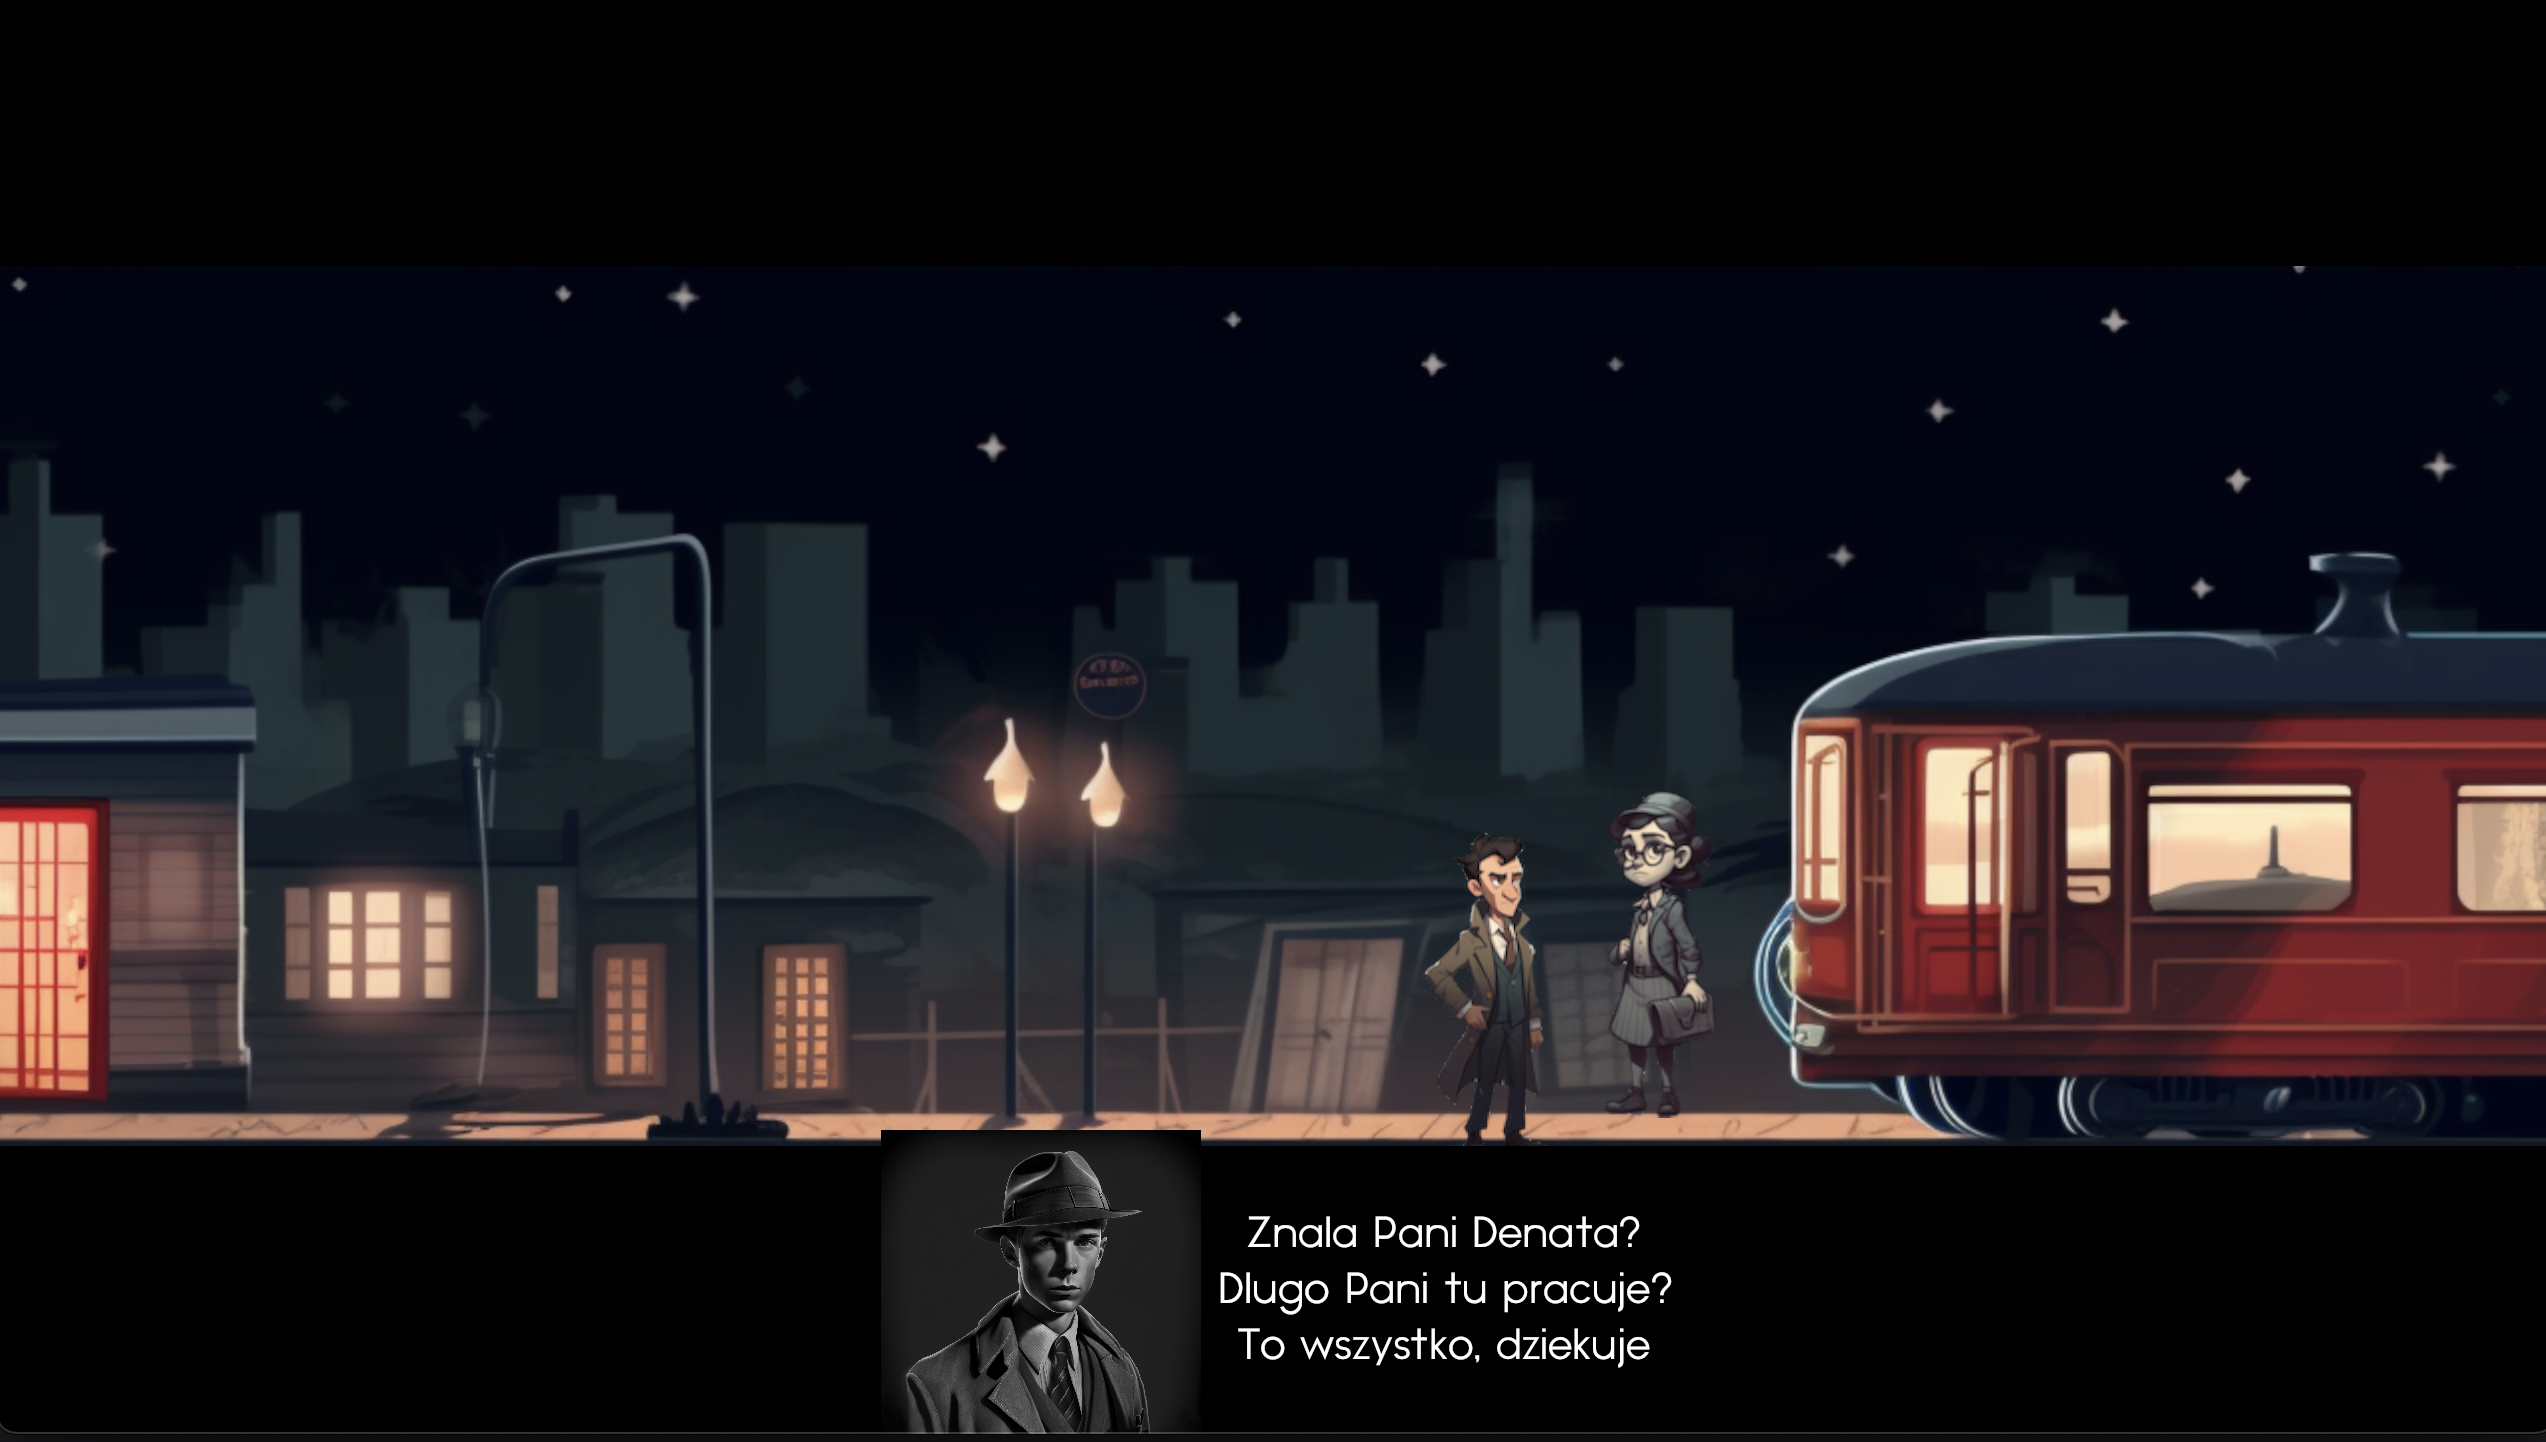 Znala Pani Denata?
Dlugo Pani tu pracuje?
To wszystko, dziekuje